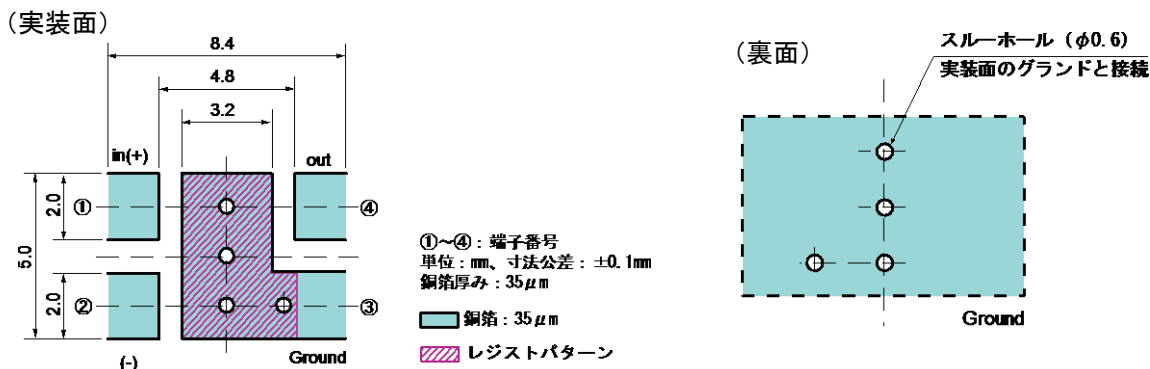 （実装面）
8.4
4.8
3.2
in(+)
out
5.0
2.0
①
④
2.0
②
③
(-)
Ground
①～④：端子番号
単位：mm、寸法公差：±0.1mm
銅箔厚み：35μm
銅箔：35μm
レジストパターン
（裏面）
スルーホール（φ0.6）
実装面のグランドと接続
Ground